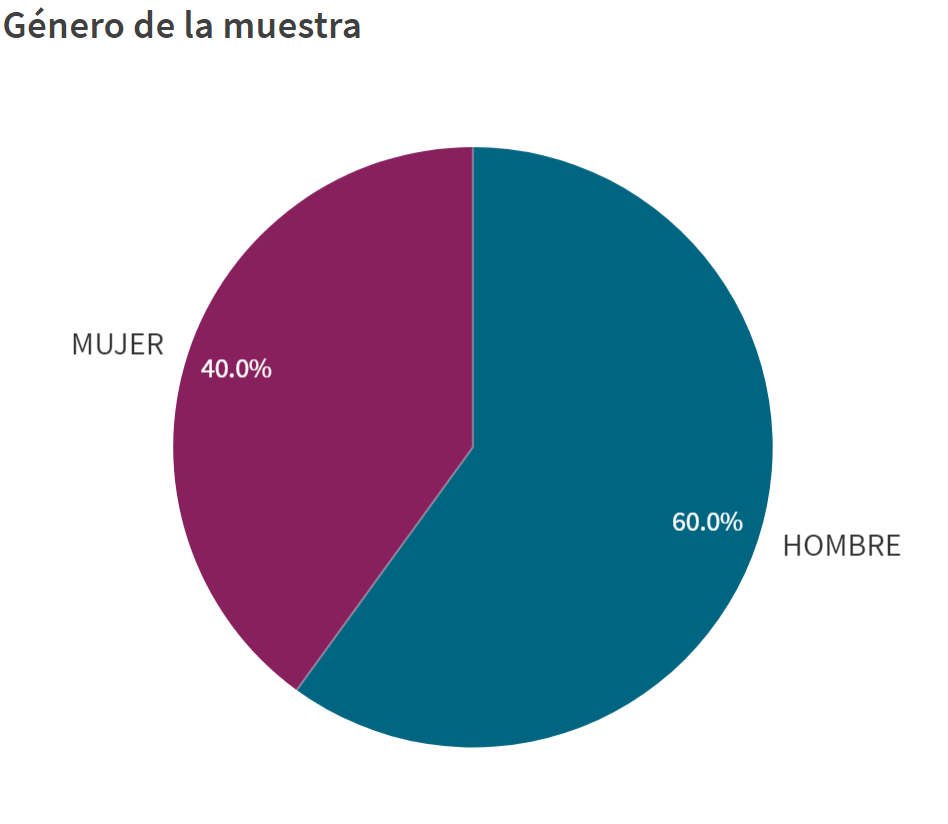 Género de la muestra
MUJER
40.0%
60.0%
HOMBRE